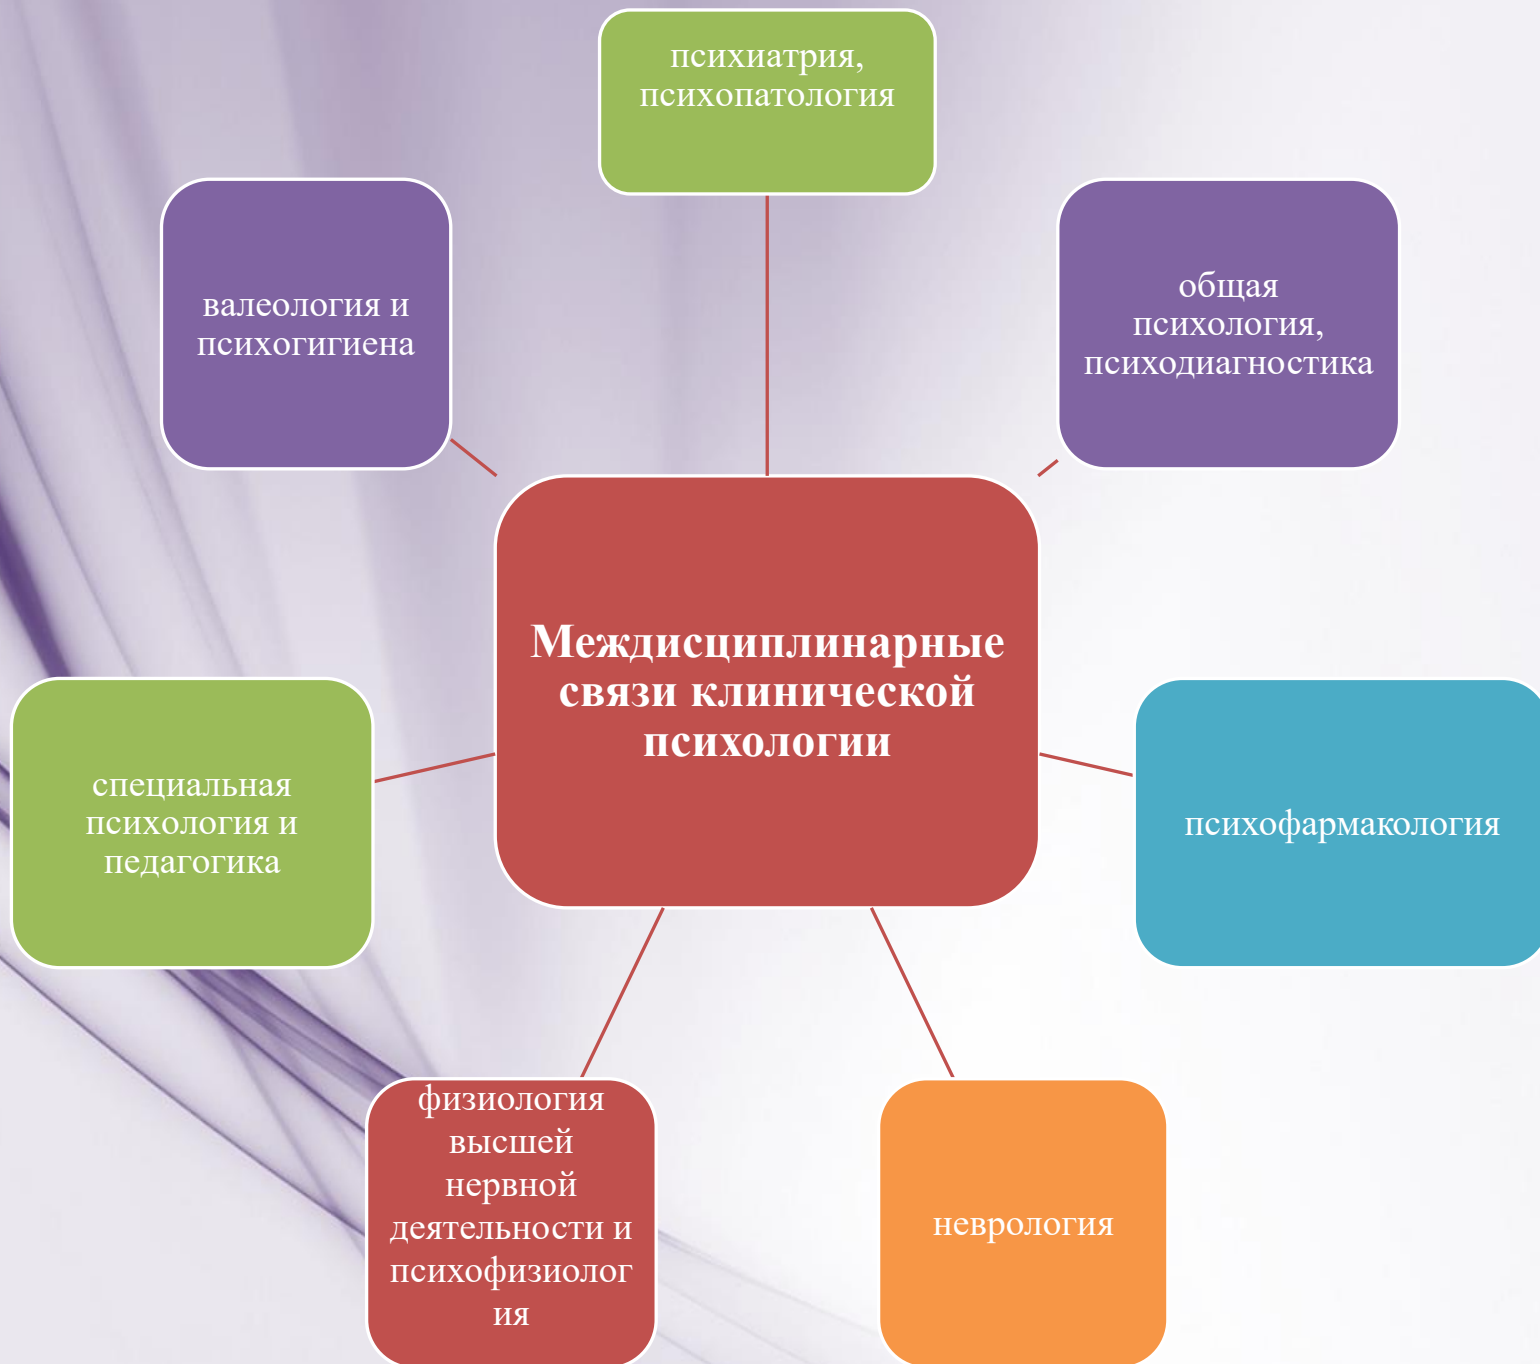 психиатрия,
психопатология
валеология и
психогигиена
общая
психология,
психодиагностика
Междисциплинарные
связи клинической
психологии
специальная
психология и
педагогика
психофармакология
физиология
высшей
нервной
деятельности и
психофизиолог
ия
неврология